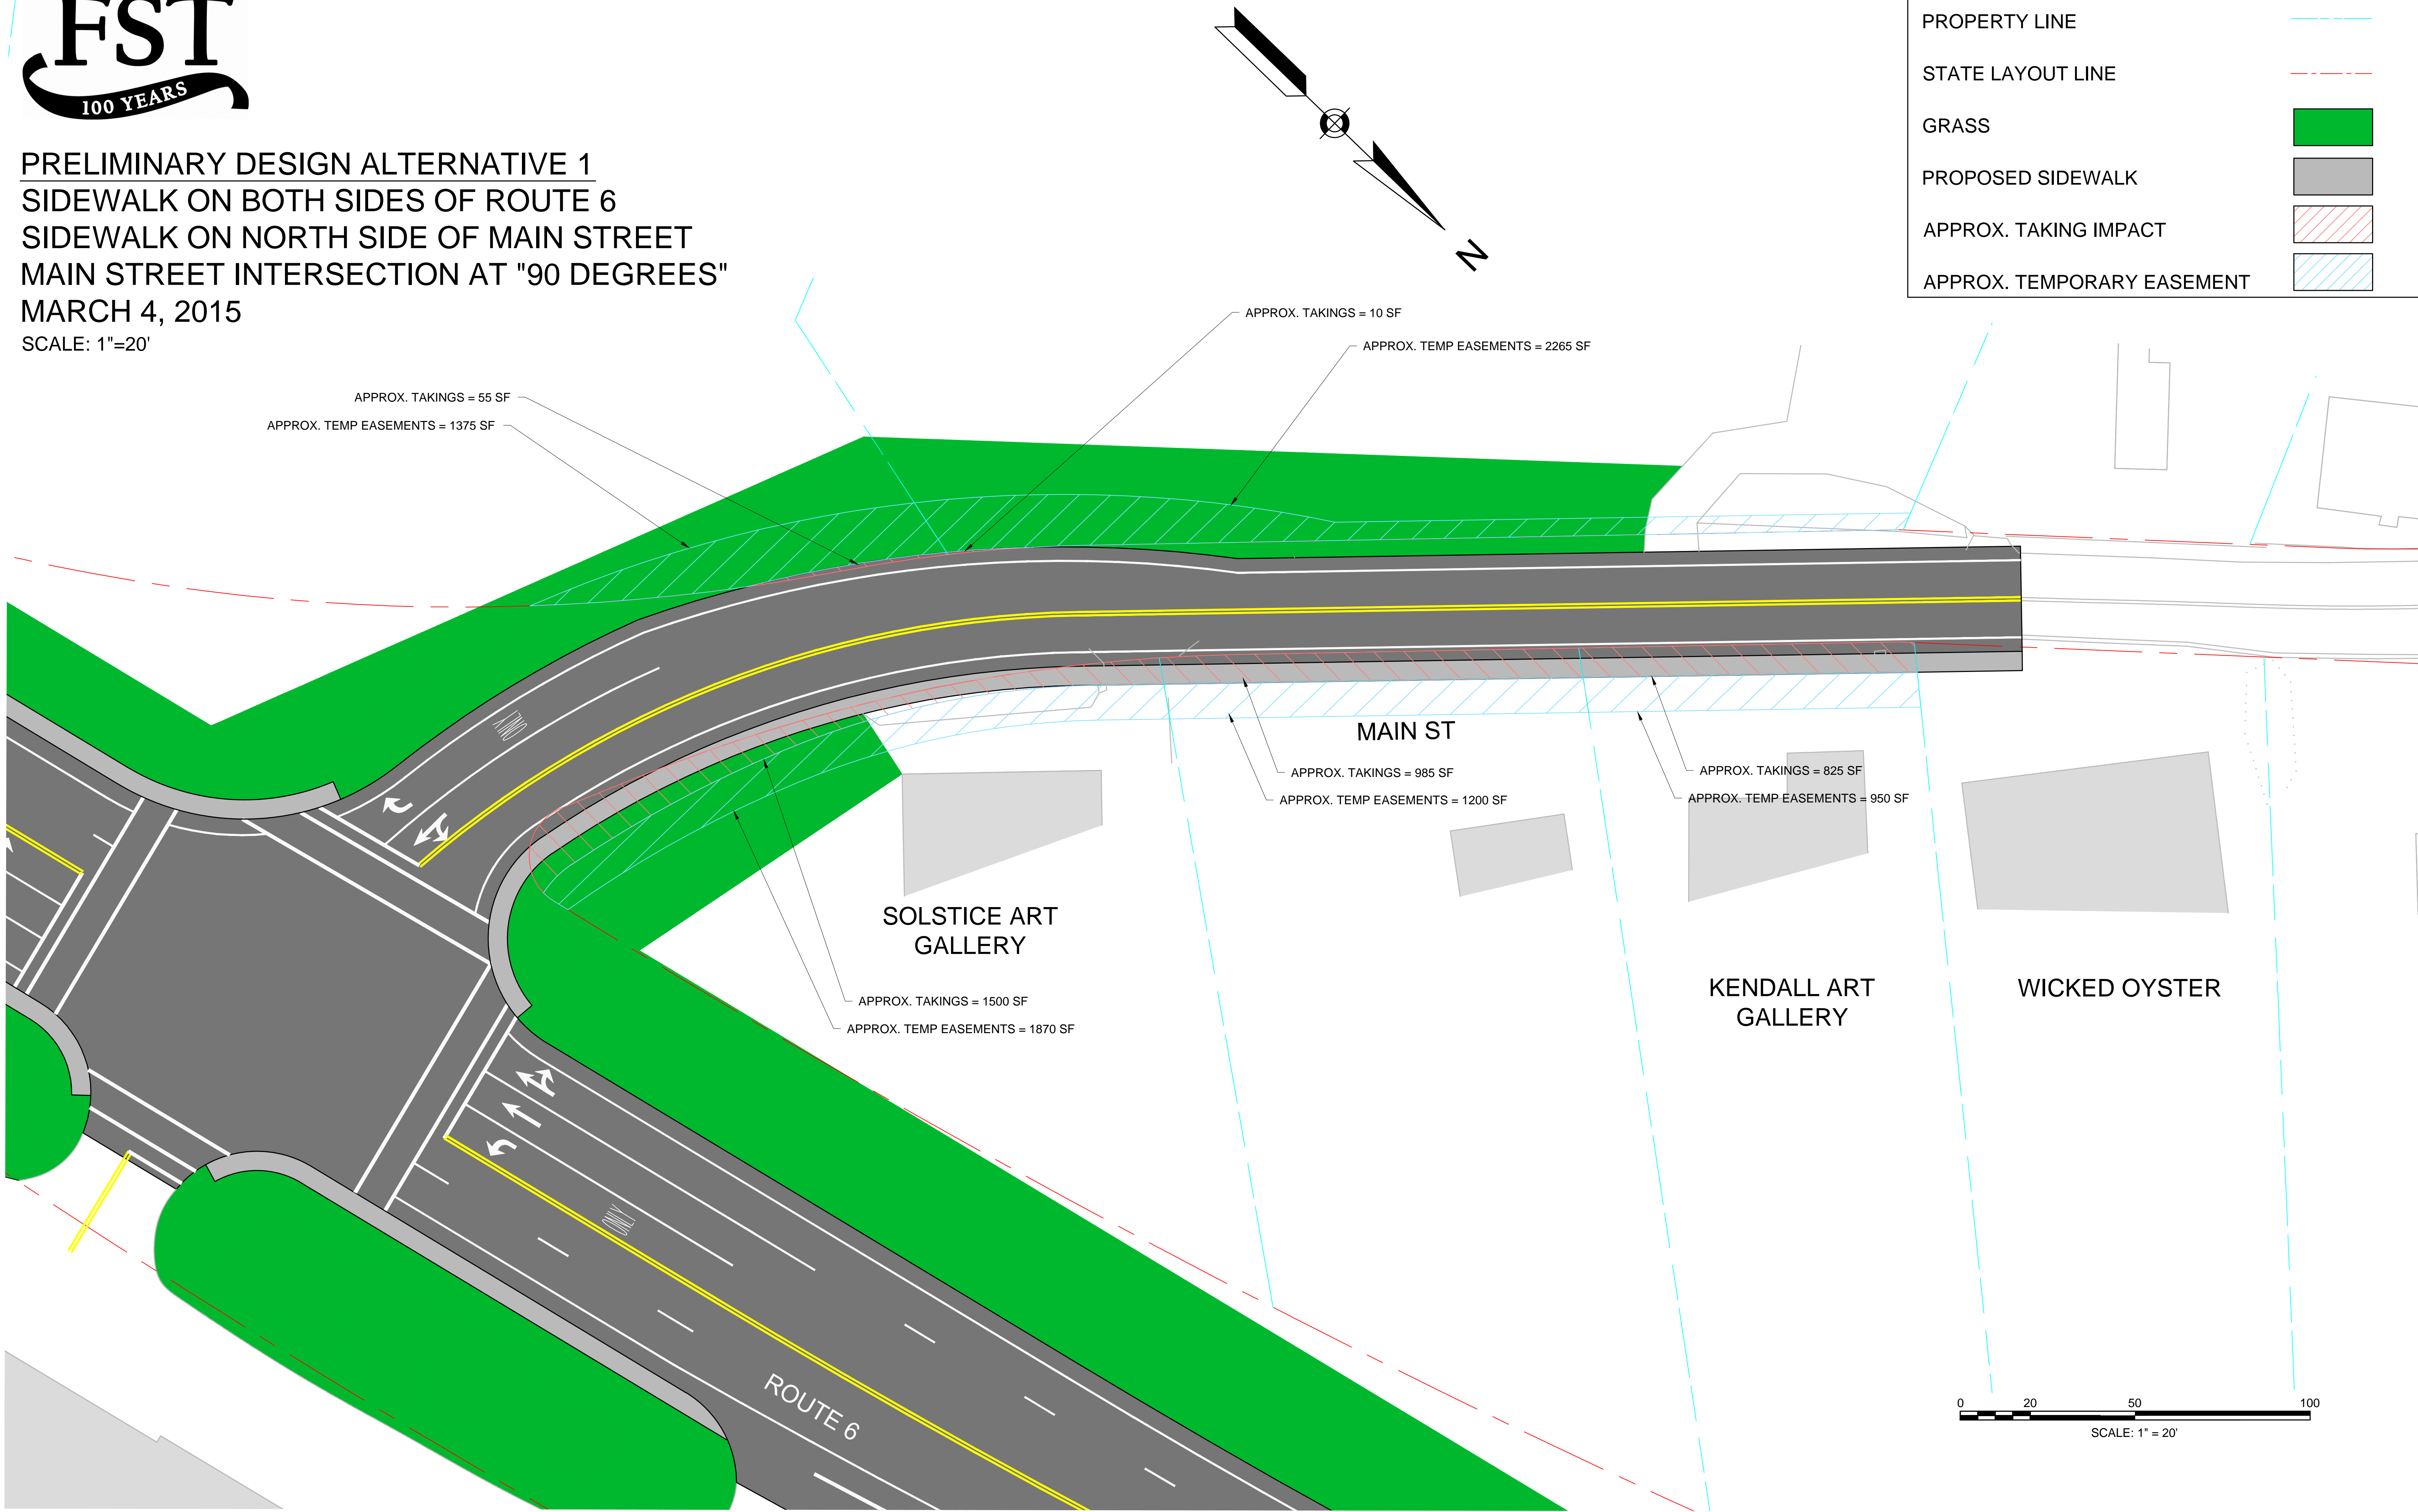 FST
100 YEARS
PRELIMINARY DESIGN ALTERNATIVE 1
SIDEWALK ON BOTH SIDES OF ROUTE 6
SIDEWALK ON NORTH SIDE OF MAIN STREET
MAIN STREET INTERSECTION AT "90 DEGREES"
MARCH 4, 2015
SCALE: 1"=20'
N
PROPERTY LINE
STATE LAYOUT LINE
GRASS
PROPOSED SIDEWALK
APPROX. TAKING IMPACT
APPROX. TEMPORARY EASEMENT
APPROX. TAKINGS = 10 SF
APPROX. TEMP EASEMENTS = 2265 SF
APPROX. TAKINGS = 55 SF
APPROX. TEMP EASEMENTS = 1375 SF
ONLY
MAIN ST
APPROX. TAKINGS = 985 SF
APPROX. TEMP EASEMENTS = 1200 SF
APPROX. TAKINGS = 825 SF
APPROX. TEMP EASEMENTS = 950 SF
SOLSTICE ART
GALLERY
APPROX. TAKINGS = 1500 SF
APPROX. TEMP EASEMENTS = 1870 SF
KENDALL ART
GALLERY
WICKED OYSTER
ONLY
ROUTE 6
0 20 50 100
SCALE: 1" = 20'